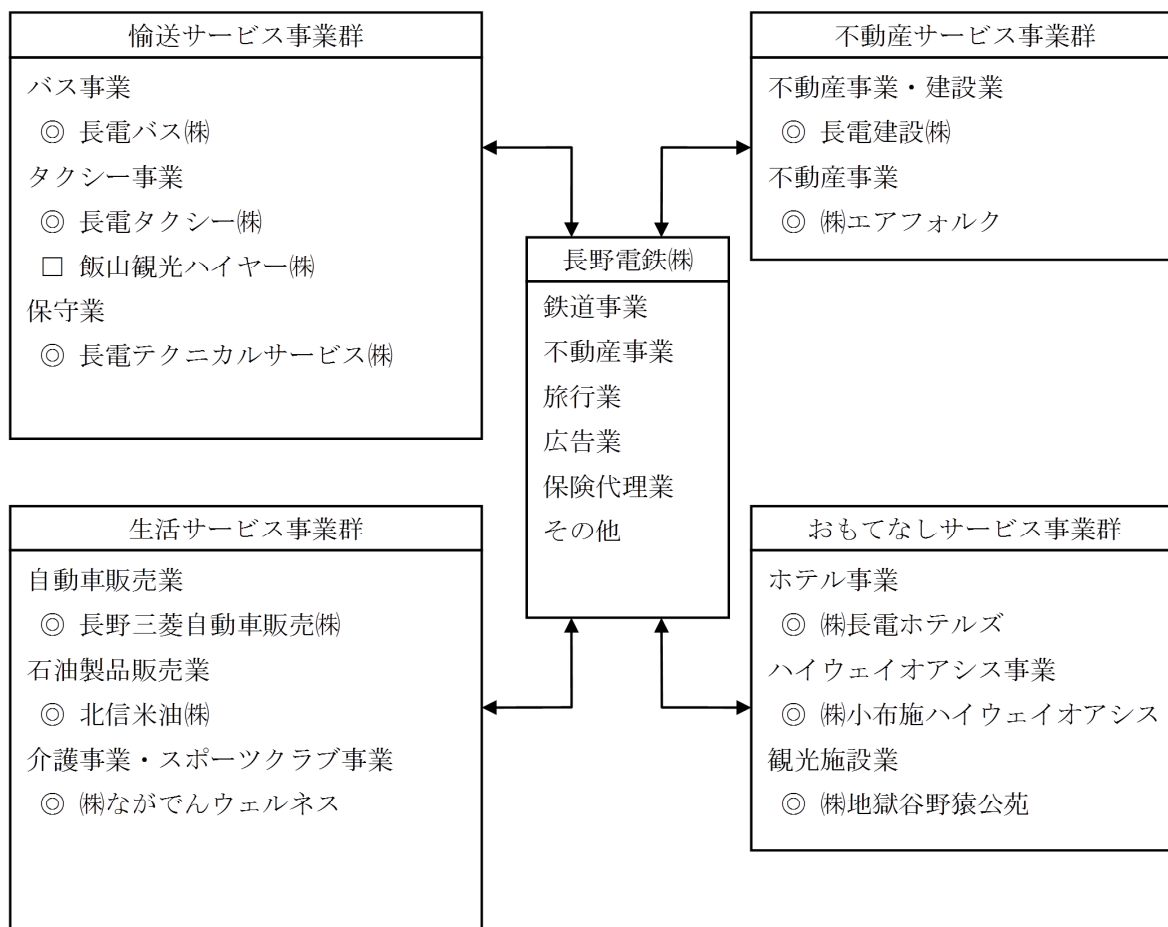 愉送サービス事業群
バス事業
◎ 長電バス㈱
タクシー事業
◎ 長電タクシー㈱
□ 飯山観光ハイヤー㈱
保守業
◎ 長電テクニカルサービス㈱
不動産サービス事業群
不動産事業・建設業
◎ 長電建設㈱
不動産事業
◎ ㈱エアフォルク
長野電鉄㈱
鉄道事業
不動産事業
旅行業
広告業
保険代理業
その他
生活サービス事業群
自動車販売業
◎ 長野三菱自動車販売㈱
石油製品販売業
◎ 北信米油㈱
介護事業・スポーツクラブ事業
◎ ㈱ながでんウェルネス
おもてなしサービス事業群
ホテル事業
◎ ㈱長電ホテルズ
ハイウェイオアシス事業
◎ ㈱小布施ハイウェイオアシス
観光施設業
◎ ㈱地獄谷野猿公苑